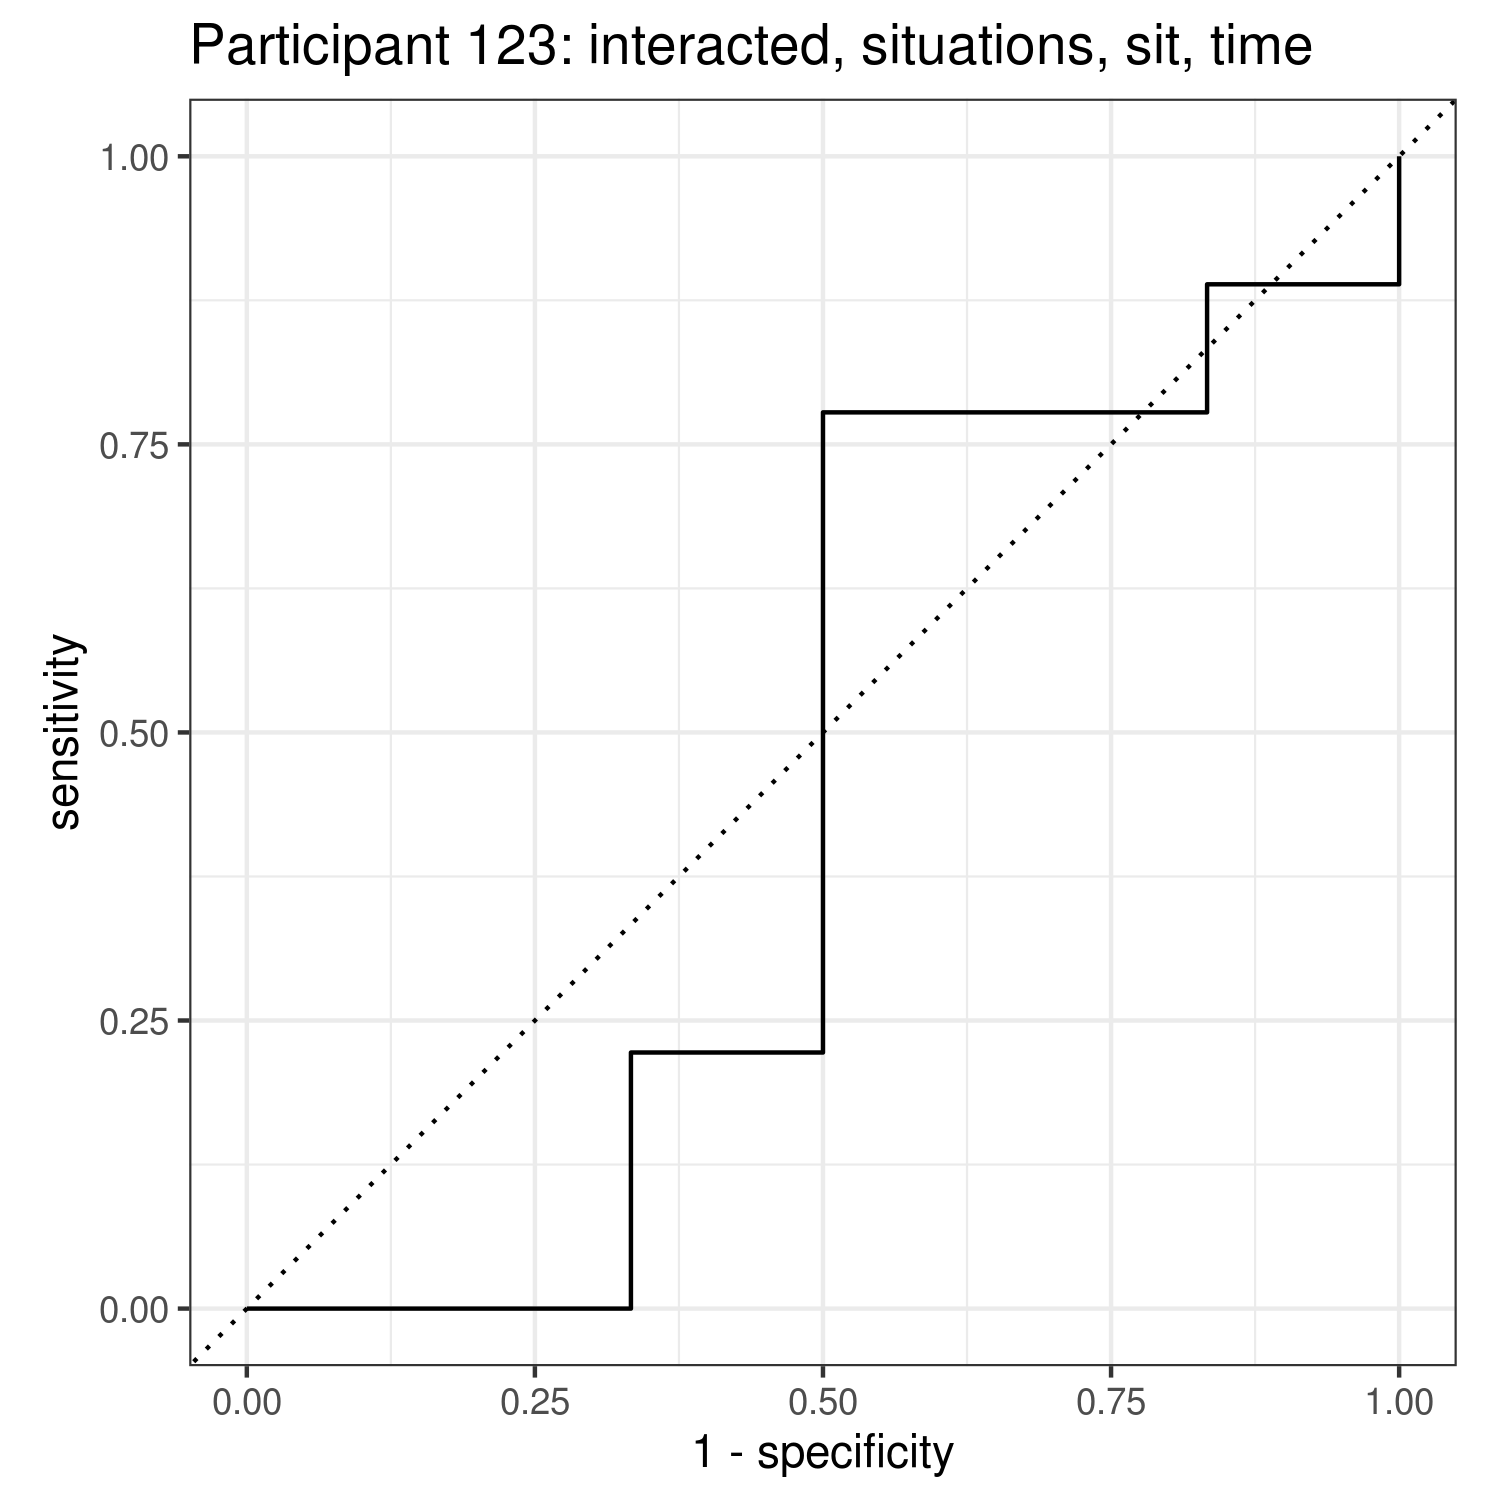 Participant 123: interacted, situations, sit, time
1.00
0.75
0.50
0.25
0.00
sensitivity
0.00 0.25 0.50 0.75 1.00
1 - specificity